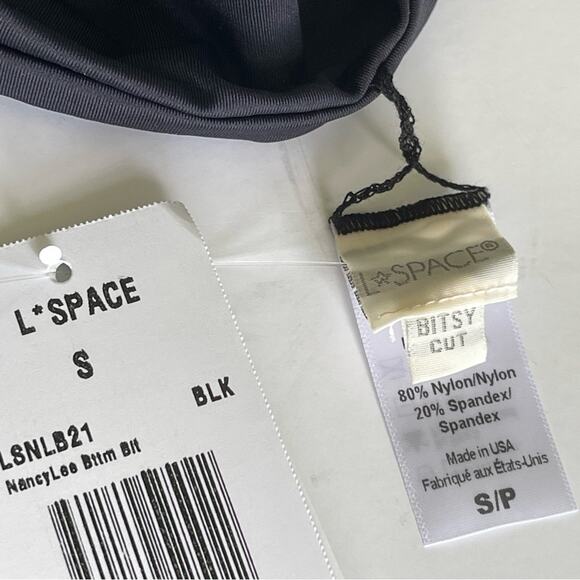 L*SPACE
S
BLK
LSNLB21
NancyLee Bttm Bit
L*SPACE®
BITSY
CUT
80% Nylon/Nylon
20% Spandex/
Spandex
Made in USA
Fabriqué aux États-Unis
S/P